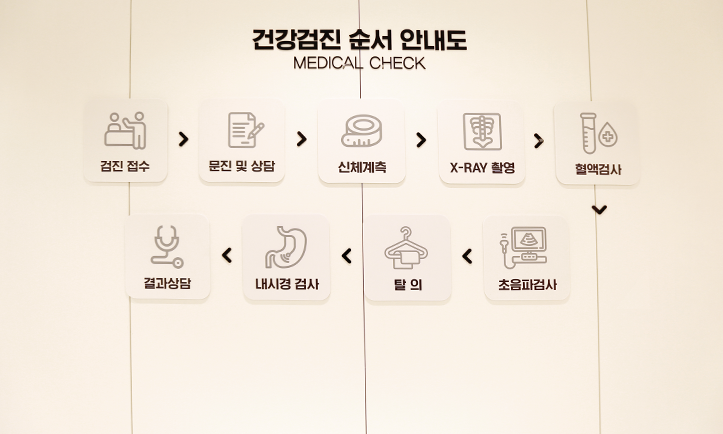 건강검진 순서 안내도
MEDICAL CHECK
검진 접수
문진 및 상담
신체계측
X-RAY 촬영
혈액검사
초음파검사
탈 의
내시경 검사
결과상담